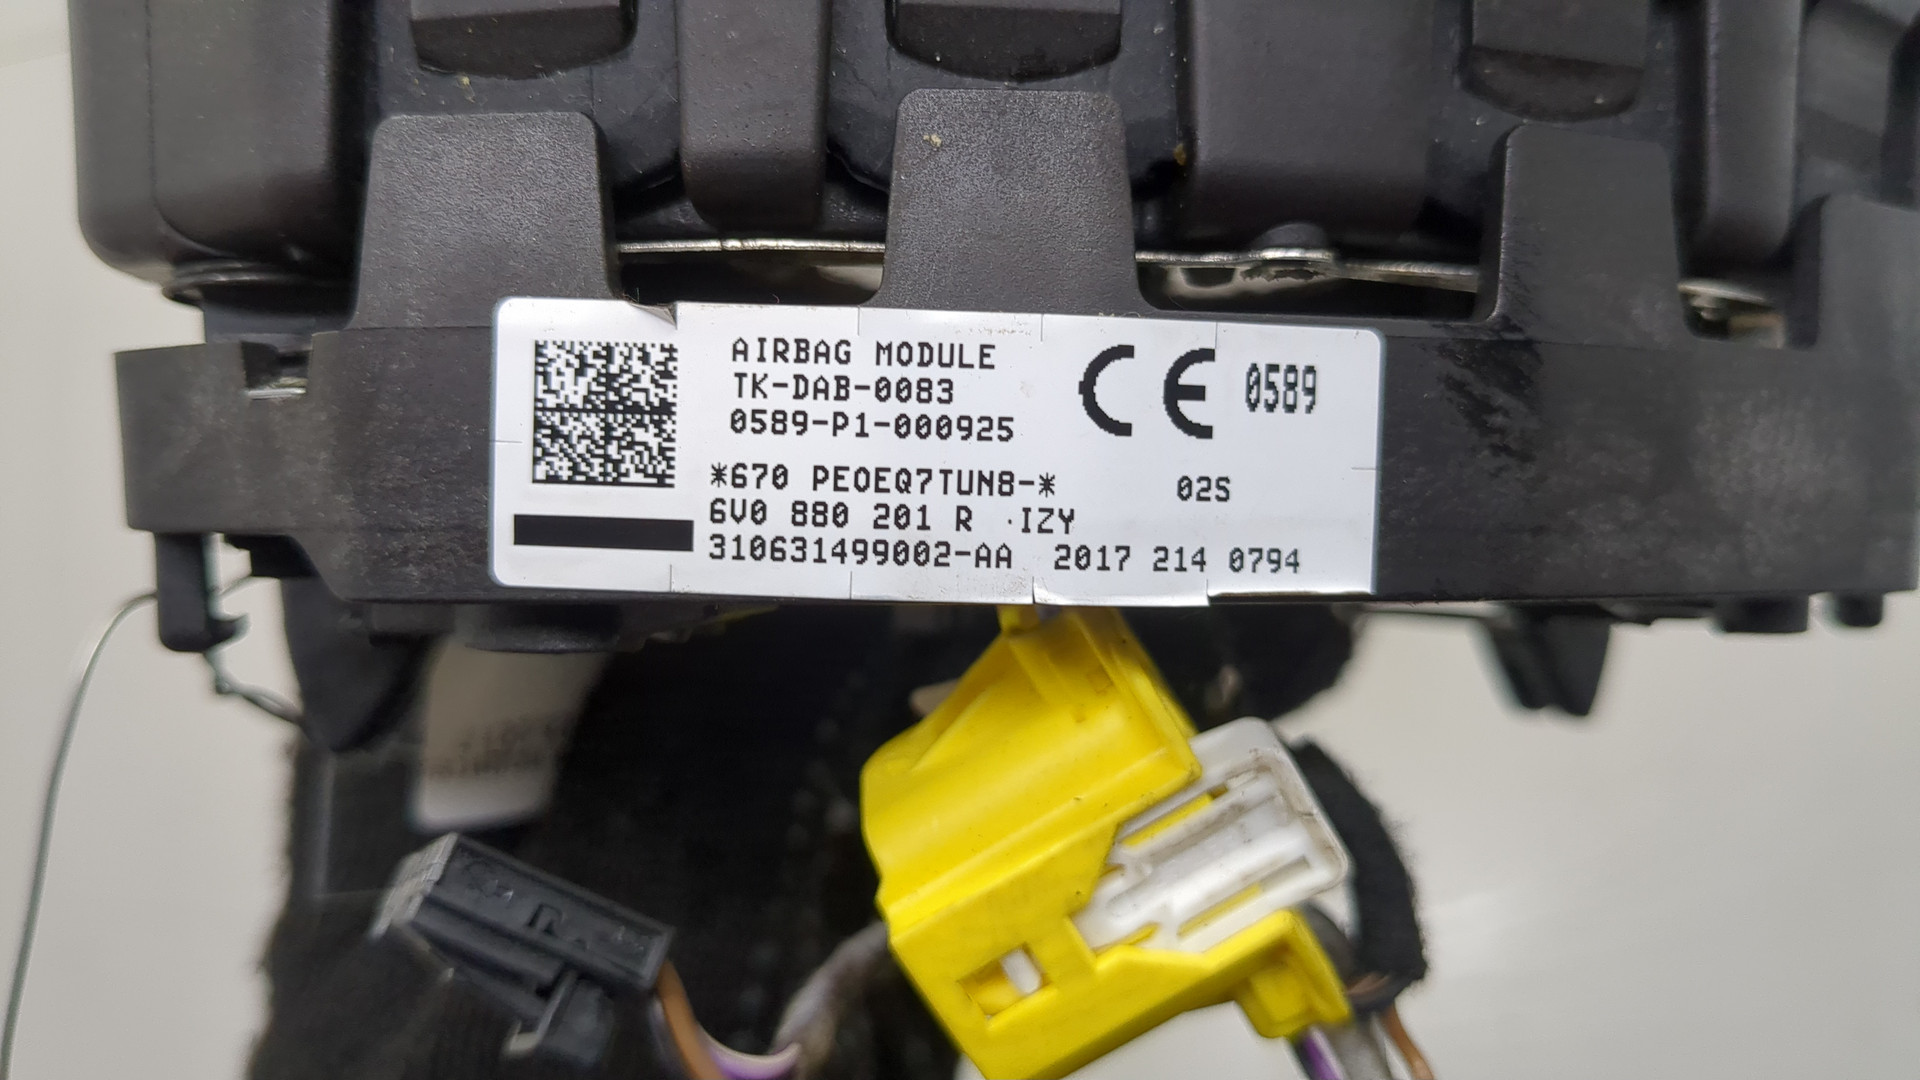 AIRBAG MODULE
TK-DAB-0083
0589-P1-000925
CE 0589
*670 PEOEQ7TUN8-* 02S
6V0 880 201 R IZY
310631499002-AA 2017 214 0794